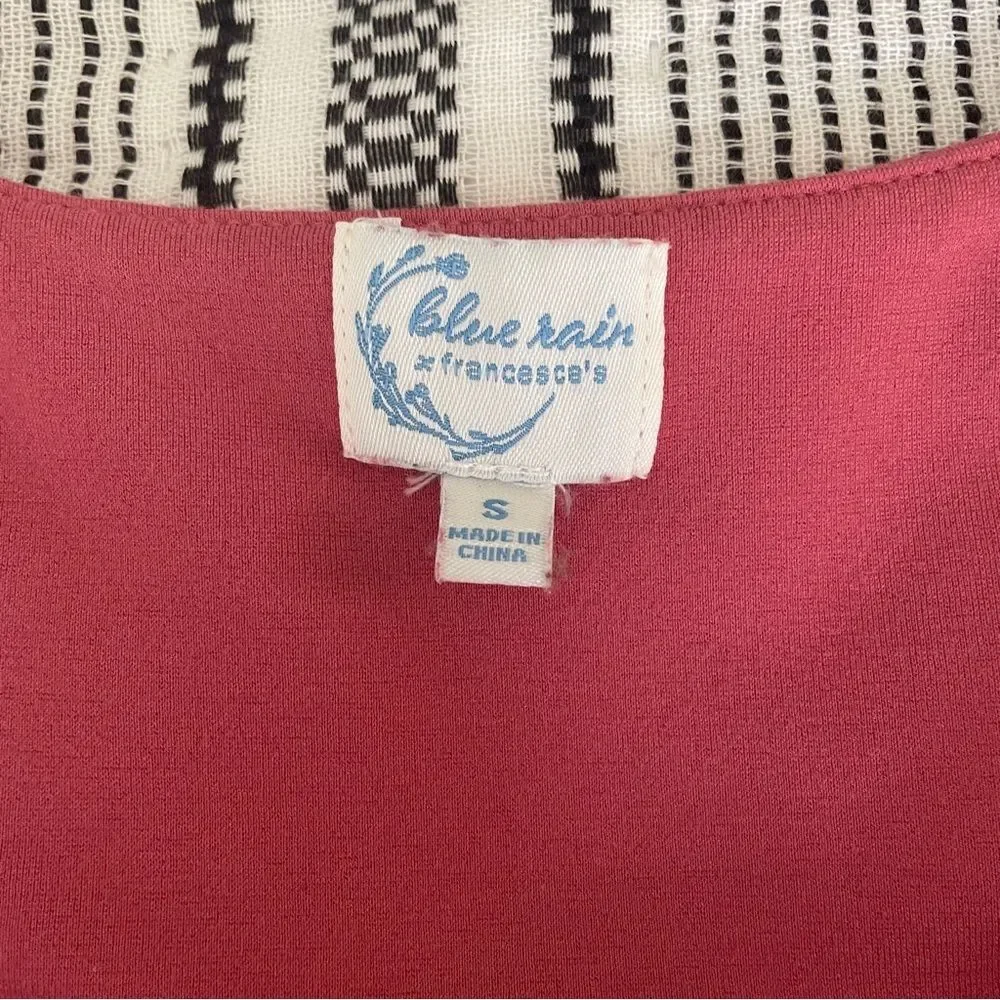 blue rain
x francesca's
S
MADE IN
CHINA